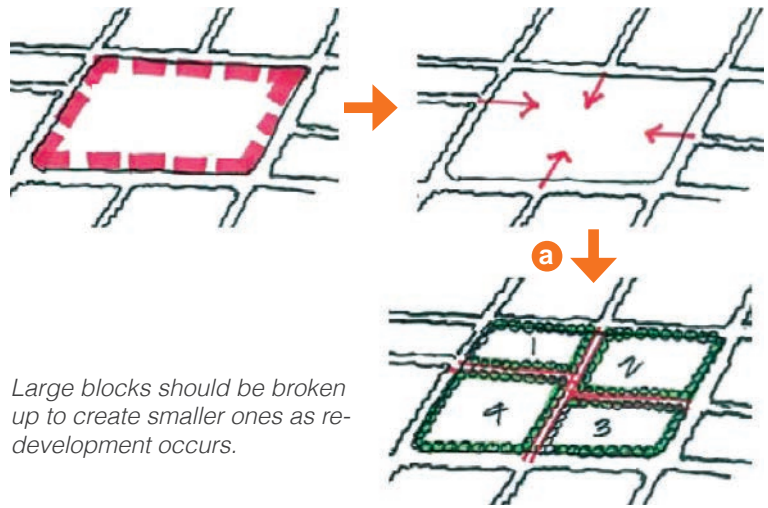 a
1
2
4
3
Large blocks should be broken
up to create smaller ones as re-
development occurs.